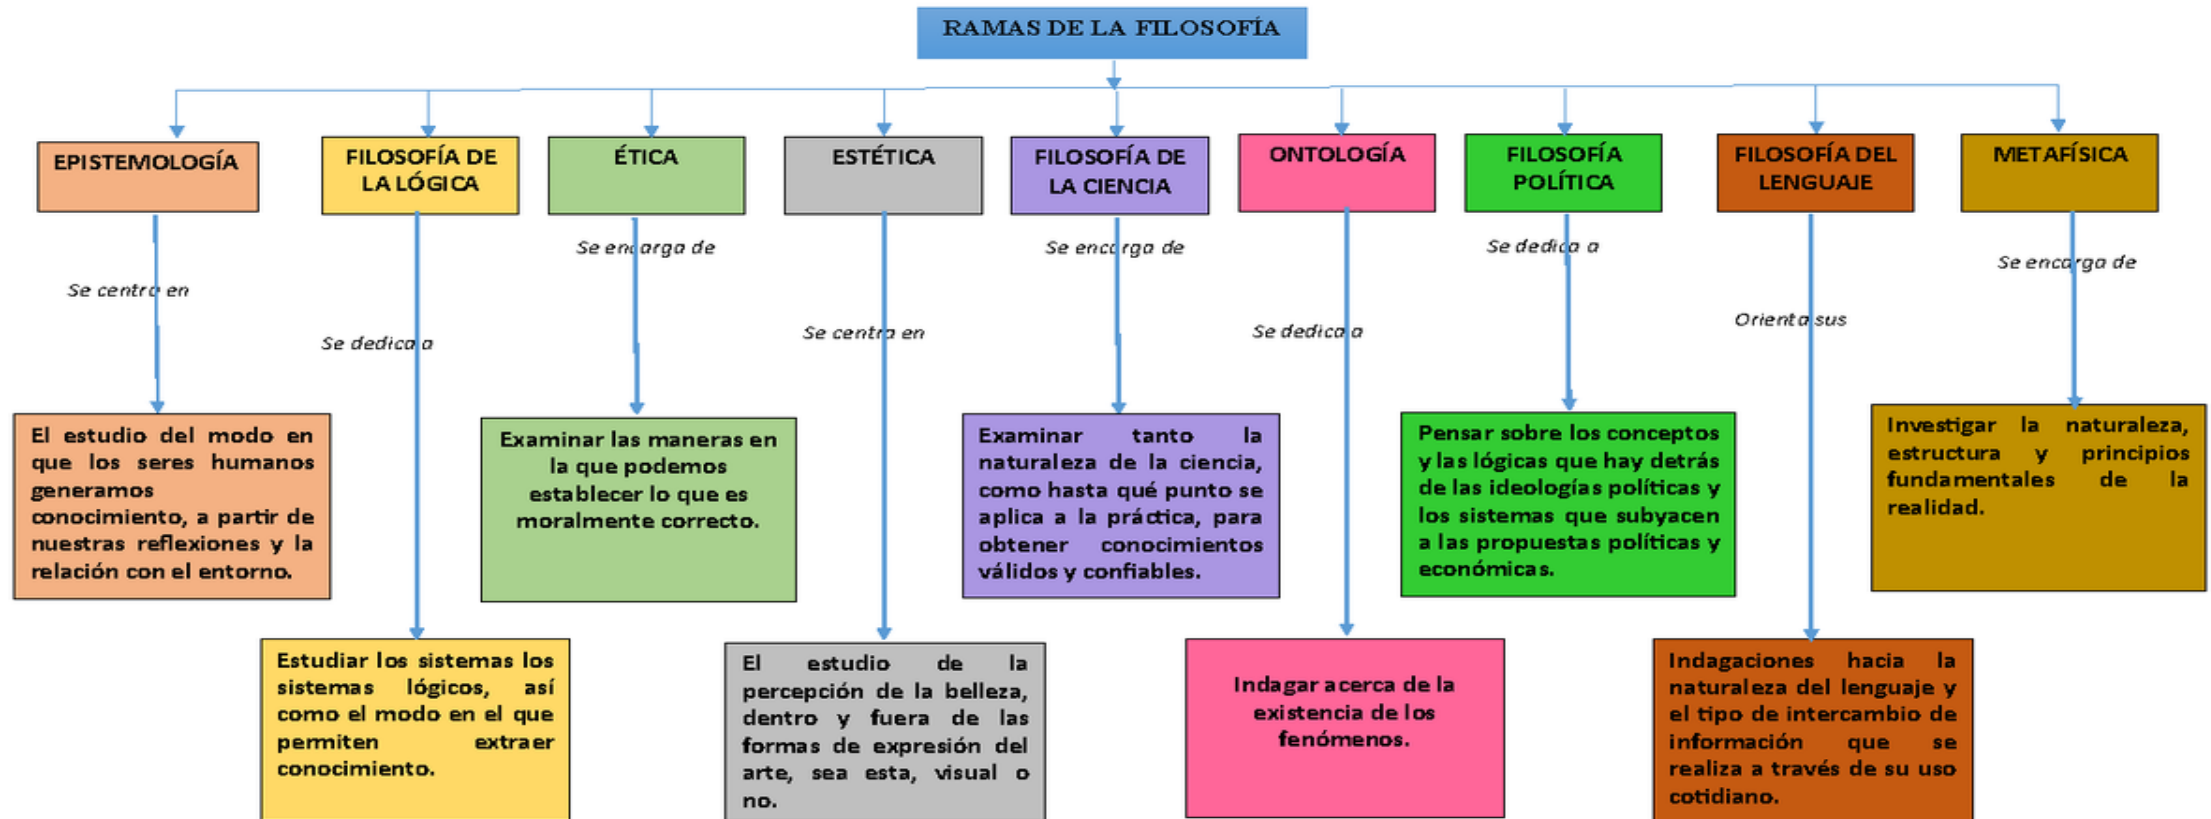 RAMAS DE LA FILOSOFÍA
EPISTEMOLOGÍA
FILOSOFÍA DE
LA LÓGICA
ÉTICA
ESTÉTICA
FILOSOFÍA DE
LA CIENCIA
ONTOLOGÍA
FILOSOFÍA
POLÍTICA
FILOSOFÍA DEL
LENGUAJE
METAFÍSICA
Se centra en
Se dedica a
Se encarga de
Se centra en
Se encarga de
Se dedica a
Se dedica a
Orienta sus
Se encarga de
El estudio del modo en
que los seres humanos
generamos
conocimiento, a partir de
nuestras reflexiones y la
relación con el entorno.
Estudiar los sistemas los
sistemas lógicos, así
como el modo en el que
permiten extraer
conocimiento.
Examinar las maneras en
la que podemos
establecer lo que es
moralmente correcto.
El estudio de la
percepción de la belleza,
dentro y fuera de las
formas de expresión del
arte, sea esta, visual o
no.
Examinar tanto la
naturaleza de la ciencia,
como hasta qué punto se
aplica a la práctica, para
obtener conocimientos
válidos y confiables.
Indagar acerca de la
existencia de los
fenómenos.
Pensar sobre los conceptos
y las lógicas que hay detrás
de las ideologías políticas y
los sistemas que subyacen
a las propuestas políticas y
económicas.
Indagaciones hacia la
naturaleza del lenguaje y
el tipo de intercambio de
información que se
realiza a través de su uso
cotidiano.
Investigar la naturaleza,
estructura y principios
fundamentales de la
realidad.